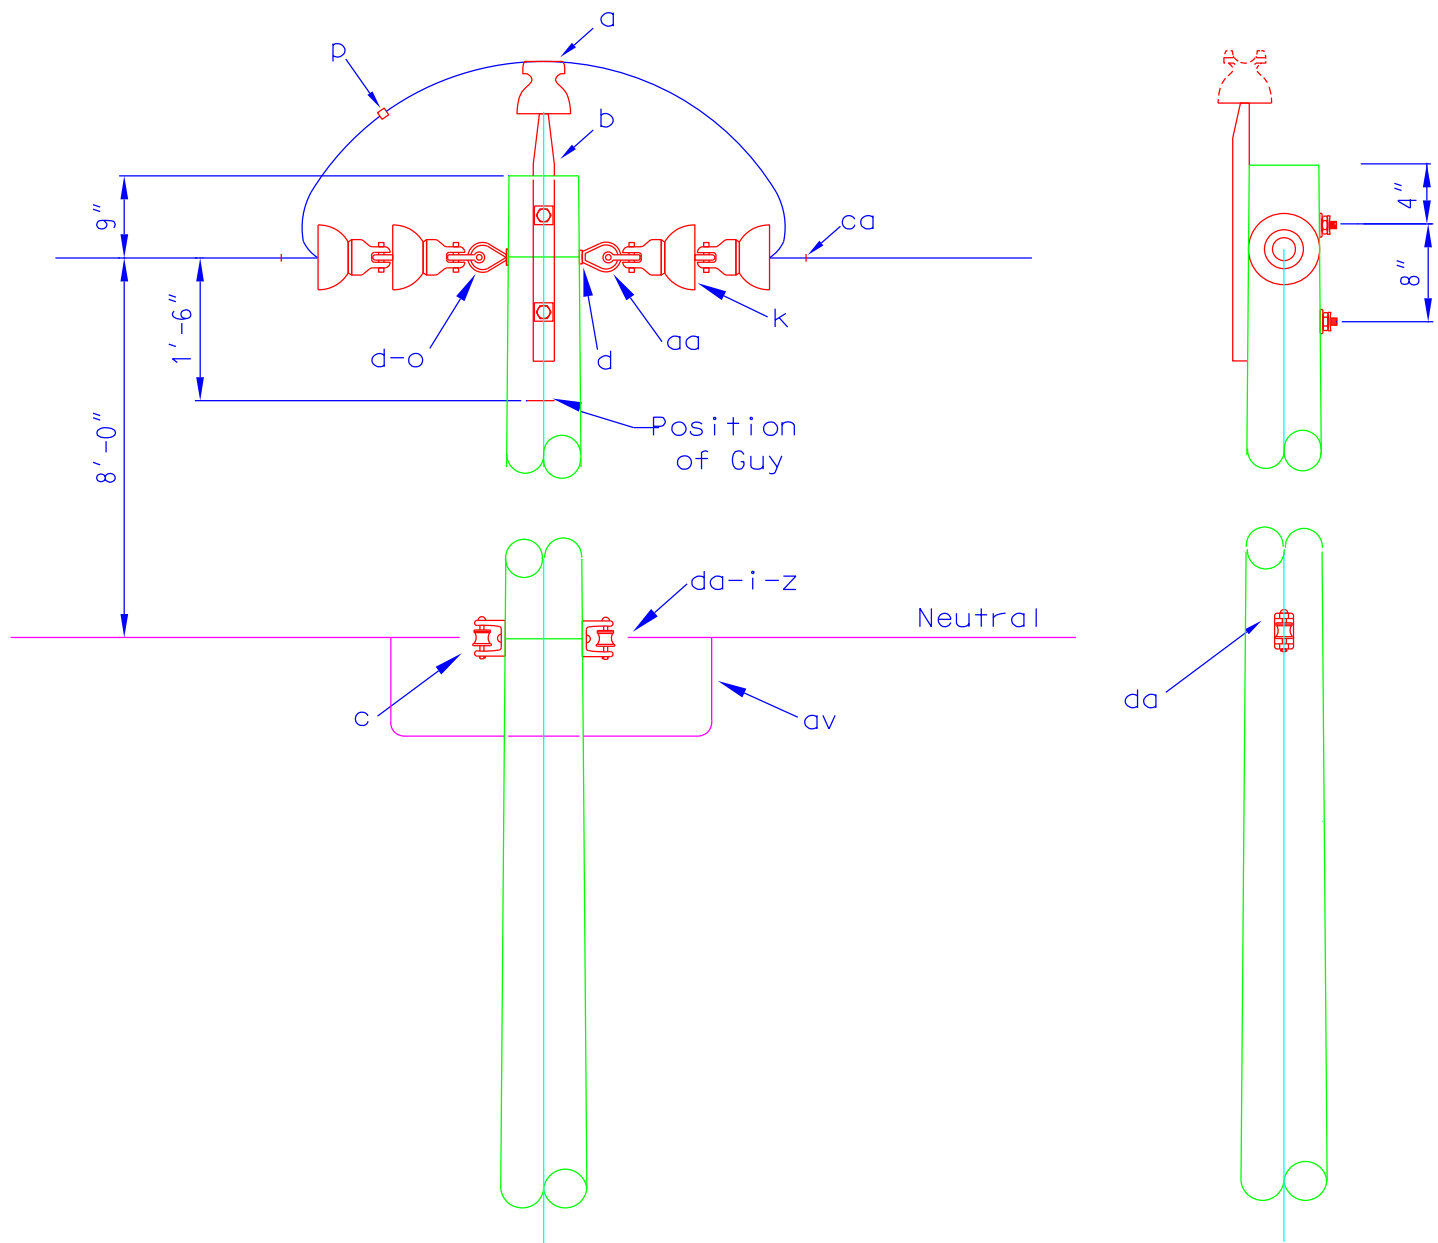 a
p
b
9"
4"
ca
8"
1'-6"
k
aa
d-o
d
8'-0"
Position
of Guy
da-i-z
Neutral
da
c
av